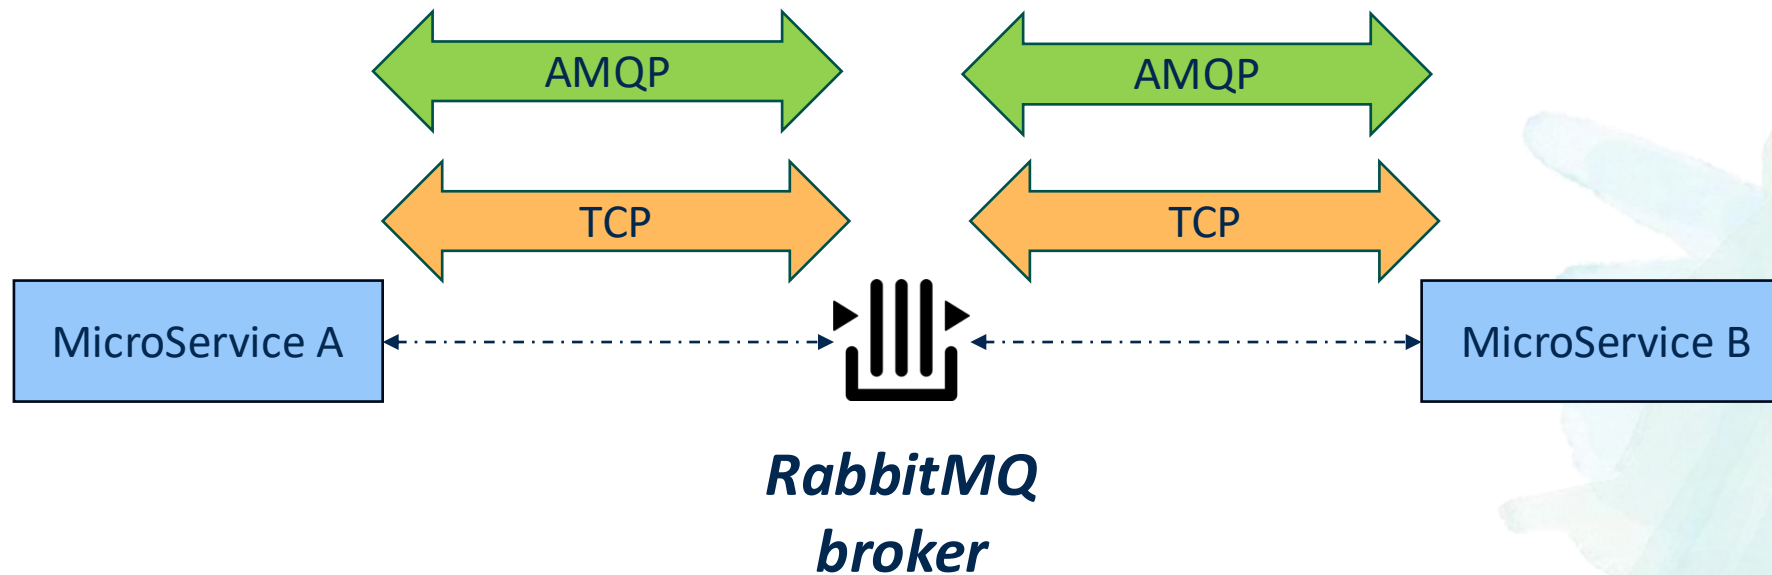 AMQP
AMQP
TCP
TCP
MicroService A
MicroService B
RabbitMQ
broker